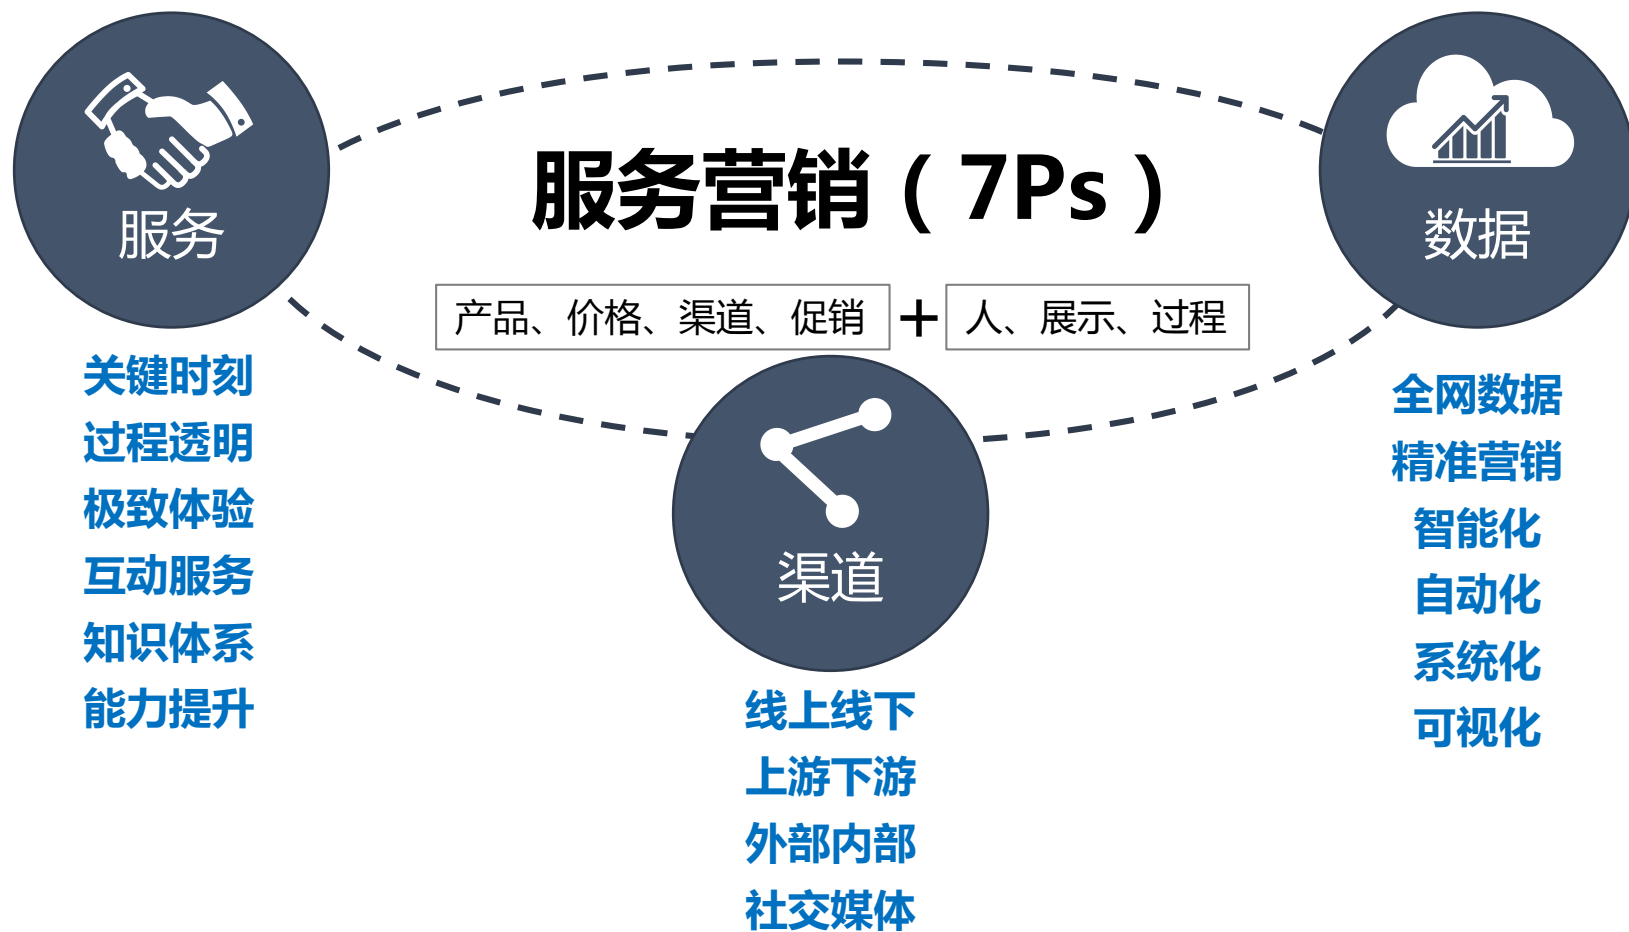 服务营销（7Ps）
产品、价格、渠道、促销 + 人、展示、过程
服务
关键时刻
过程透明
极致体验
互动服务
知识体系
能力提升
渠道
线上线下
上游下游
外部内部
社交媒体
数据
全网数据
精准营销
智能化
自动化
系统化
可视化